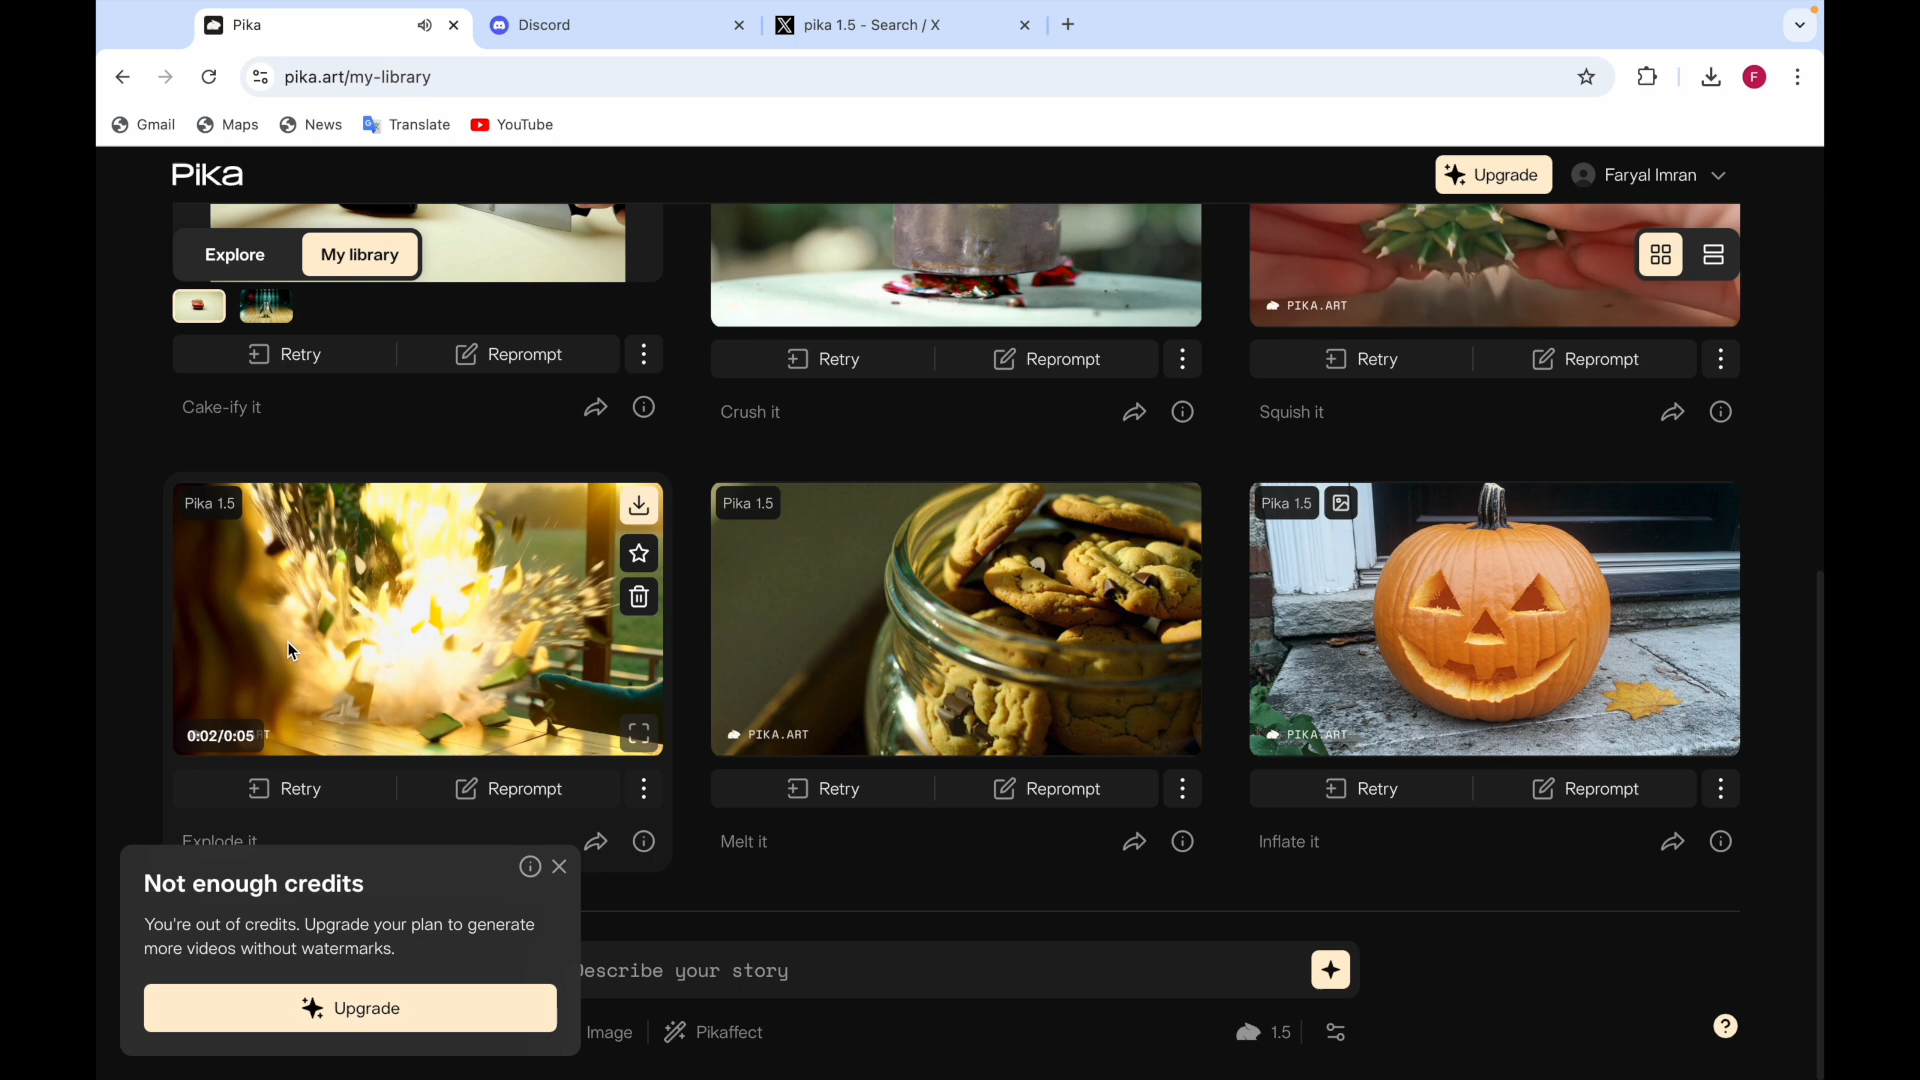 Pika
Discord
pika 1.5 - Search / X
pika.art/my-library
F
Gmail
Maps
News
Translate
YouTube
Pika
Upgrade
Faryal Imran
Explore
My library
PIKA.ART
Retry
Reprompt
Retry
Reprompt
Retry
Reprompt
Cake-ify it
Crush it
Squish it
Pika 1.5
Pika 1.5
Pika 1.5
0:02/0:05
PIKA.ART
PIKA.ART
Retry
Reprompt
Retry
Reprompt
Retry
Reprompt
Explode it
Melt it
Inflate it
Not enough credits
You're out of credits. Upgrade your plan to generate
more videos without watermarks.
Upgrade
Describe your story
Image
Pikaffect
1.5
?